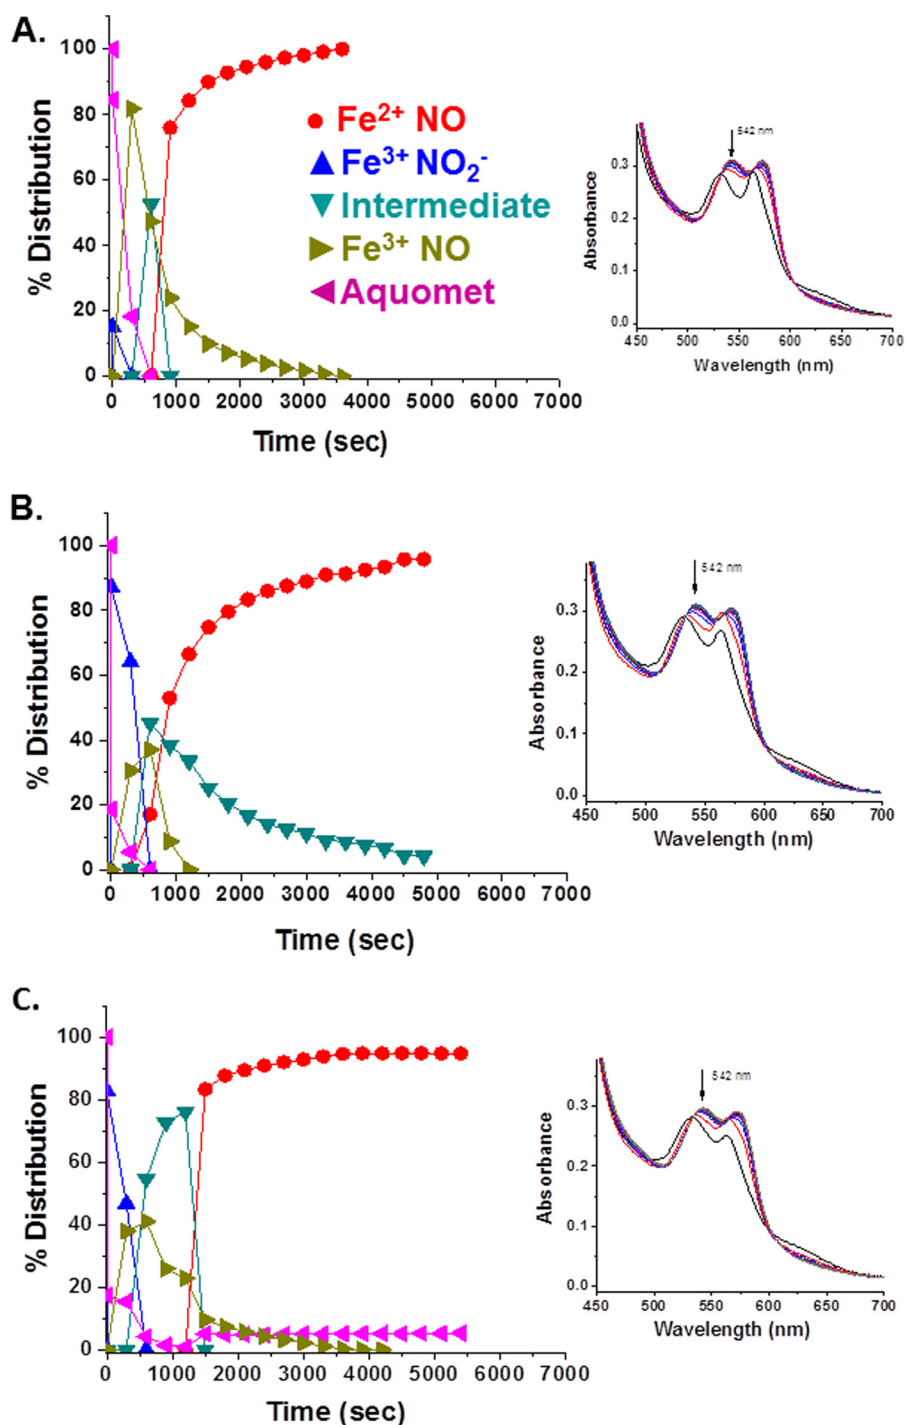 A.
100
80
60
40
20
0
% Distribution
0 1000 2000 3000 4000 5000 6000 7000
Time (sec)
Fe2+ NO
Fe3+ NO2-
Intermediate
Fe3+ NO
Aquomet
542 nm
0.3
0.2
0.1
0.0
Absorbance
450 500 550 600 650 700
Wavelength (nm)
B.
100
80
60
40
20
0
% Distribution
0 1000 2000 3000 4000 5000 6000 7000
Time (sec)
542 nm
0.3
0.2
0.1
0.0
Absorbance
450 500 550 600 650 700
Wavelength (nm)
C.
100
80
60
40
20
0
% Distribution
0 1000 2000 3000 4000 5000 6000 7000
Time (sec)
542 nm
0.3
0.2
0.1
0.0
Absorbance
450 500 550 600 650 700
Wavelength (nm)